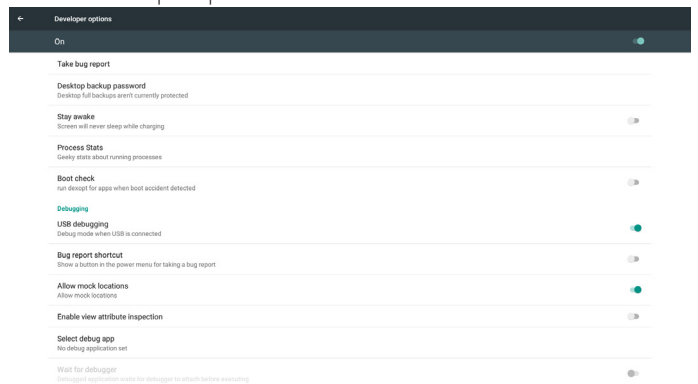 Developer options
On
Take bug report
Desktop backup password
Desktop full backups aren't currently protected
Stay awake
Screen will never sleep while charging
Process Stats
Geeky stats about running processes
Boot check
run dexopt for apps when boot accident detected
Debugging
USB debugging
Debug mode when USB is connected
Bug report shortcut
Show a button in the power menu for taking a bug report
Allow mock locations
Allow mock locations
Enable view attribute inspection
Select debug app
No debug application set
Wait for debugger
Debugged application waits for debugger to attach before executing